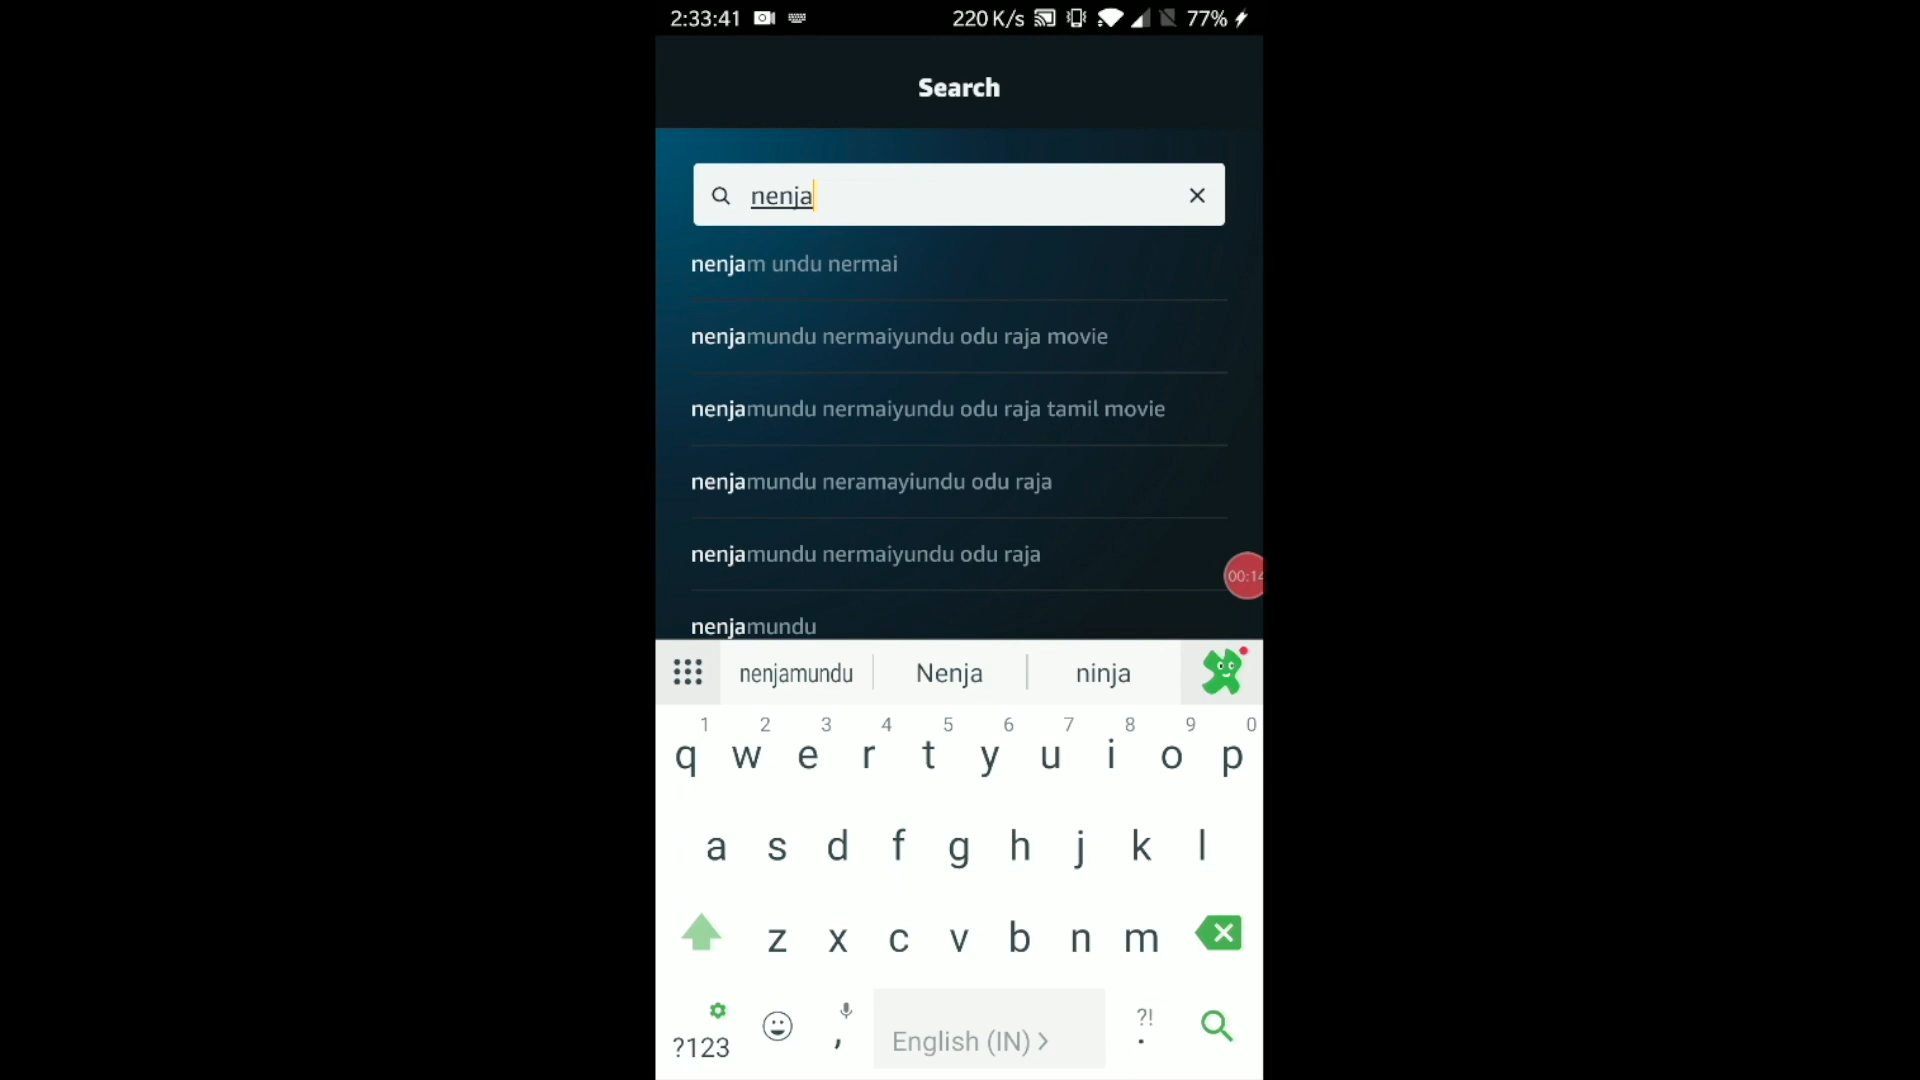 2:33:41 220 K/s 77%
Search
nenja
nenjam undu nermai
nenjamundu nermaiyundu odu raja movie
nenjamundu nermaiyundu odu raja tamil movie
nenjamundu neramayiundu odu raja
nenjamundu nermaiyundu odu raja
00:14
nenjamundu
nenjamundu Nenja ninja
1 2 3 4 5 6 7 8 9 0
q w e r t y u i o p
a s d f g h j k l
z x c v b n m
?!
?123 , English (IN) > .